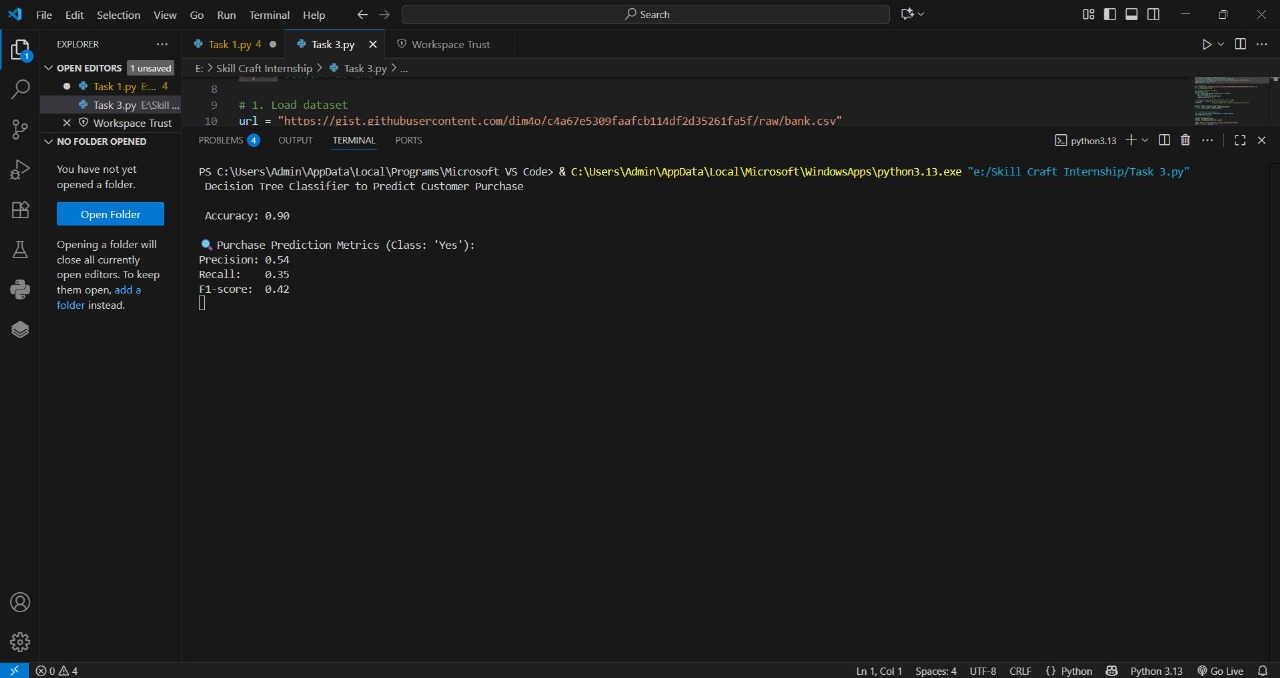 File Edit Selection View Go Run Terminal Help
Search
EXPLORER
OPEN EDITORS 1 unsaved
Task 1.py E:... 4
Task 3.py E:\Skill ...
Workspace Trust
NO FOLDER OPENED
You have not yet
opened a folder.
Open Folder
Opening a folder will
close all currently
open editors. To keep
them open, add a
folder instead.
Task 1.py 4
Task 3.py
Workspace Trust
E: > Skill Craft Internship > Task 3.py > ...
8
9 # 1. Load dataset
10 url = "https://gist.githubusercontent.com/dim4o/c4a67e5309faafcb114df2d35261fa5f/raw/bank.csv"
PROBLEMS 4 OUTPUT TERMINAL PORTS
python3.13
PS C:\Users\Admin\AppData\Local\Programs\Microsoft VS Code> & C:\Users\Admin\AppData\Local\Microsoft\WindowsApps\python3.13.exe "e:/Skill Craft Internship/Task 3.py"
Decision Tree Classifier to Predict Customer Purchase
Accuracy: 0.90
Purchase Prediction Metrics (Class: 'Yes'):
Precision: 0.54
Recall: 0.35
F1-score: 0.42
1
0 4
Ln 1, Col 1 Spaces: 4 UTF-8 CRLF {} Python Python 3.13 Go Live